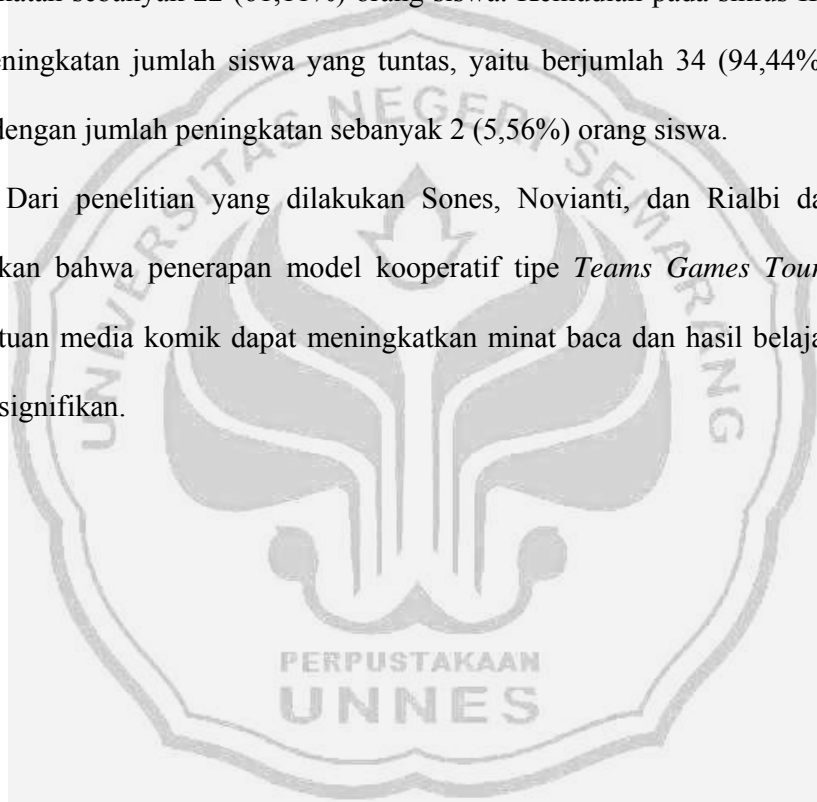 sebanyak 22 (61,11%) orang siswa. Kemudian pada siklus
eningkatan jumlah siswa yang tuntas, yaitu berjumlah 34 (94,44%
dengan jumlah peningkatan sebanyak 2 (5,56%) orang siswa.
Dari penelitian yang dilakukan Sones, Novianti, dan Rialbi da
kan bahwa penerapan model kooperatif tipe Teams Games Tour
tuan media komik dapat meningkatkan minat baca dan hasil belaja
signifikan.
UNIVERSITAS NEGERI SEMARANG
PERPUSTAKAAN
UNNES